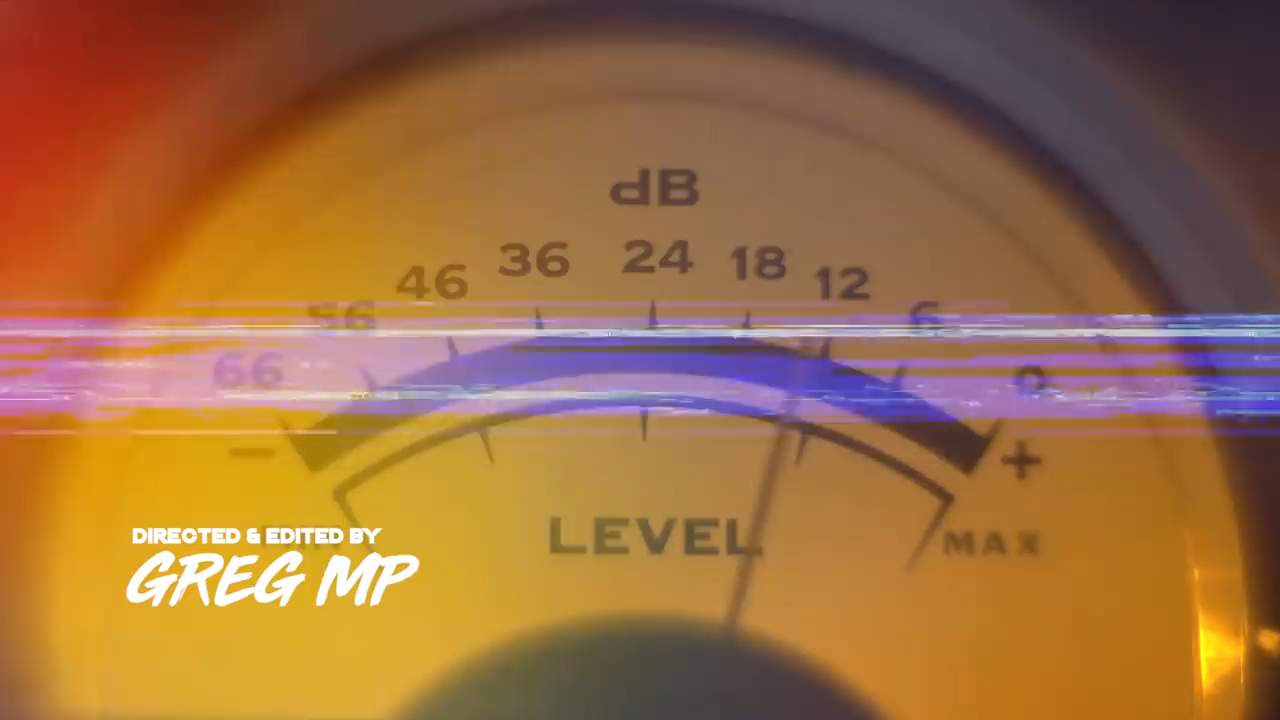 dB
66 56 46 36 24 18 12 6 0
− +
LEVEL MAX
DIRECTED & EDITED BY
GREG MP